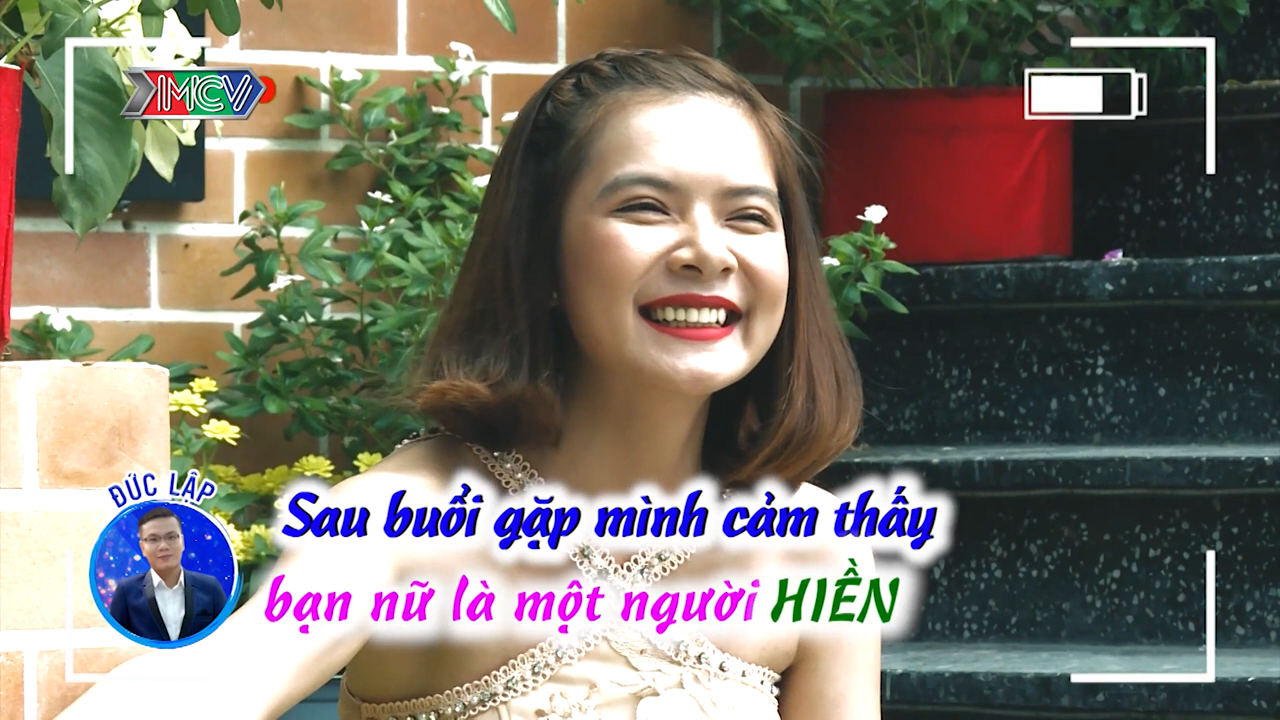 MCV
ĐỨC LẬP
Sau buổi gặp mình cảm thấy
bạn nữ là một người HIỀN